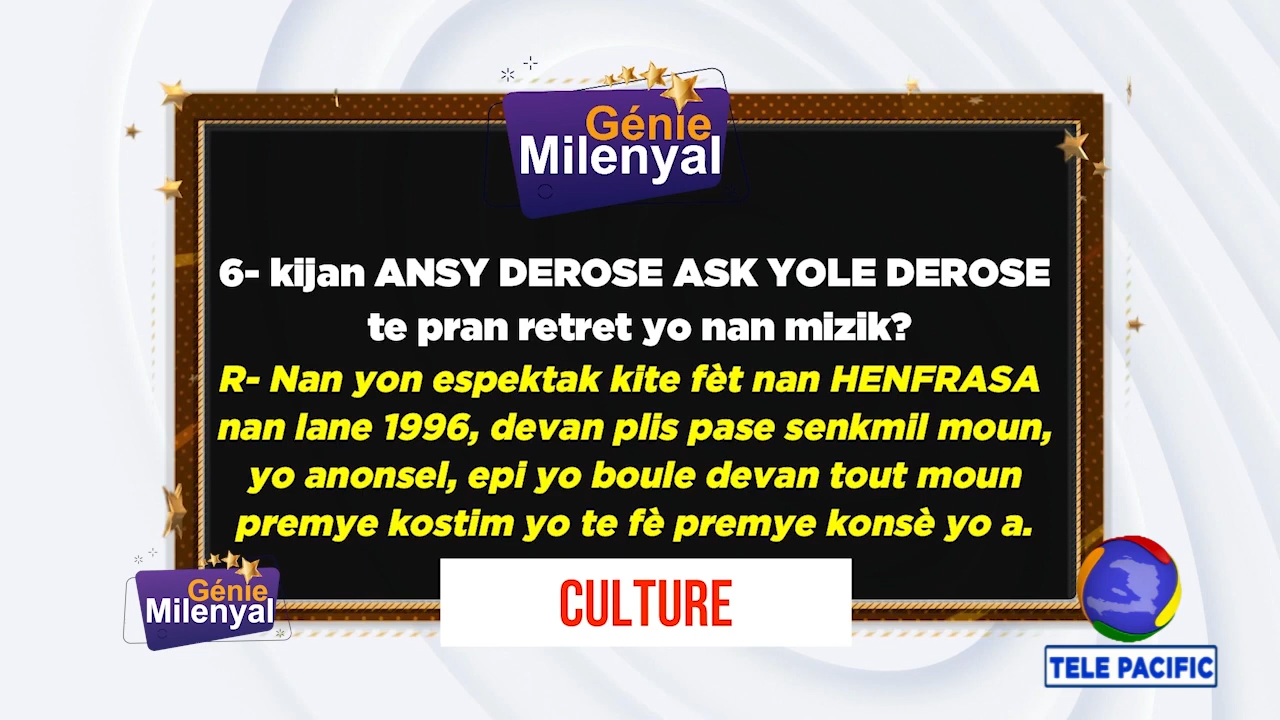 Génie
Milenyal
6- kijan ANSY DEROSE ASK YOLE DEROSE
te pran retret yo nan mizik?
R- Nan yon espektak kite fèt nan HENFRASA
nan lane 1996, devan plis pase senkmil moun,
yo anonsel, epi yo boule devan tout moun
premye kostim yo te fè premye konsè yo a.
Génie
Milenyal
CULTURE
TELE PACIFIC